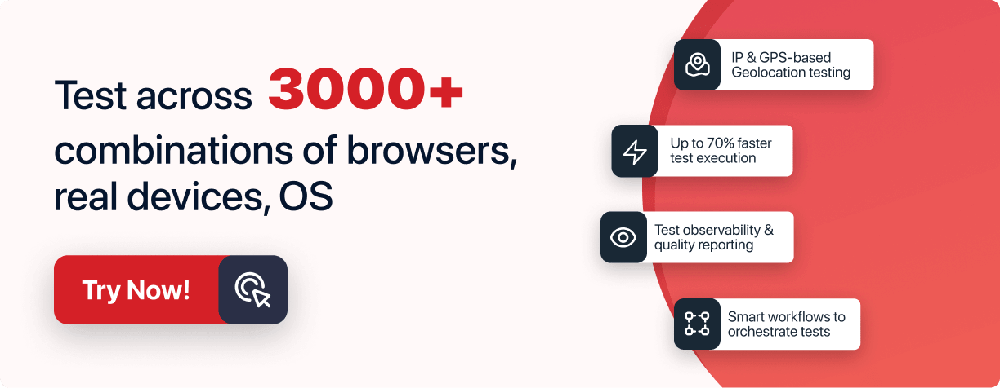 Test across 3000+
combinations of browsers,
real devices, OS
Try Now!
IP & GPS-based
Geolocation testing
Up to 70% faster
test execution
Test observability &
quality reporting
Smart workflows to
orchestrate tests